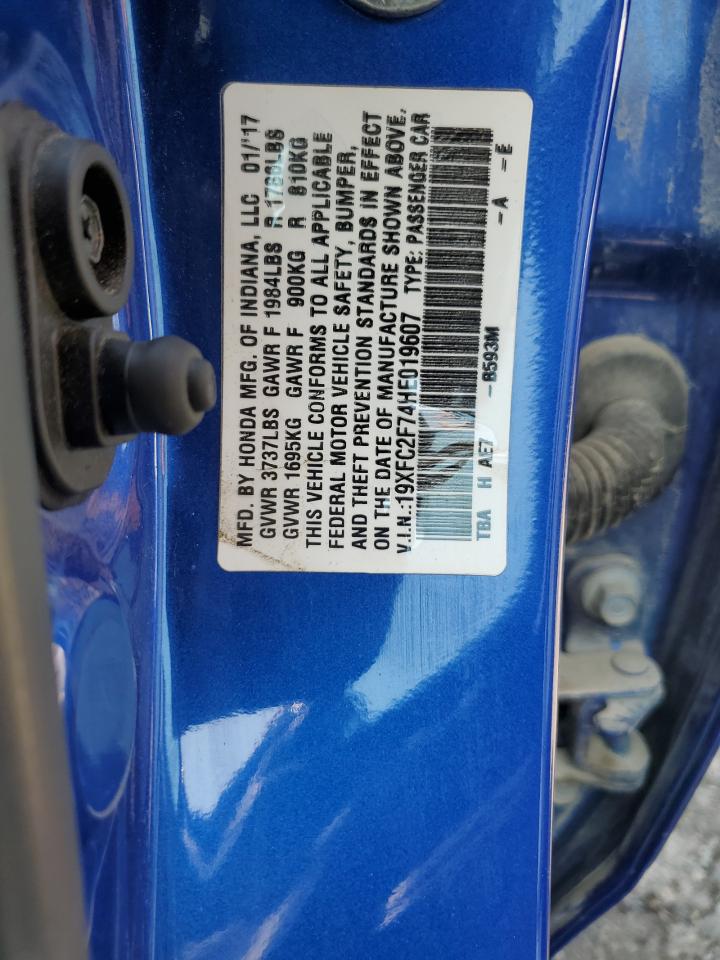 MFD. BY HONDA MFG. OF INDIANA, LLC 01/'17
GVWR 3737LBS GAWR F 1984LBS R 1786LBS
GVWR 1695KG GAWR F 900KG R 810KG
THIS VEHICLE CONFORMS TO ALL APPLICABLE
FEDERAL MOTOR VEHICLE SAFETY, BUMPER,
AND THEFT PREVENTION STANDARDS IN EFFECT
ON THE DATE OF MANUFACTURE SHOWN ABOVE.
V.I.N.:19XFC2F74HE019607 TYPE: PASSENGER CAR
TBA H AE7 -B593M -A -E